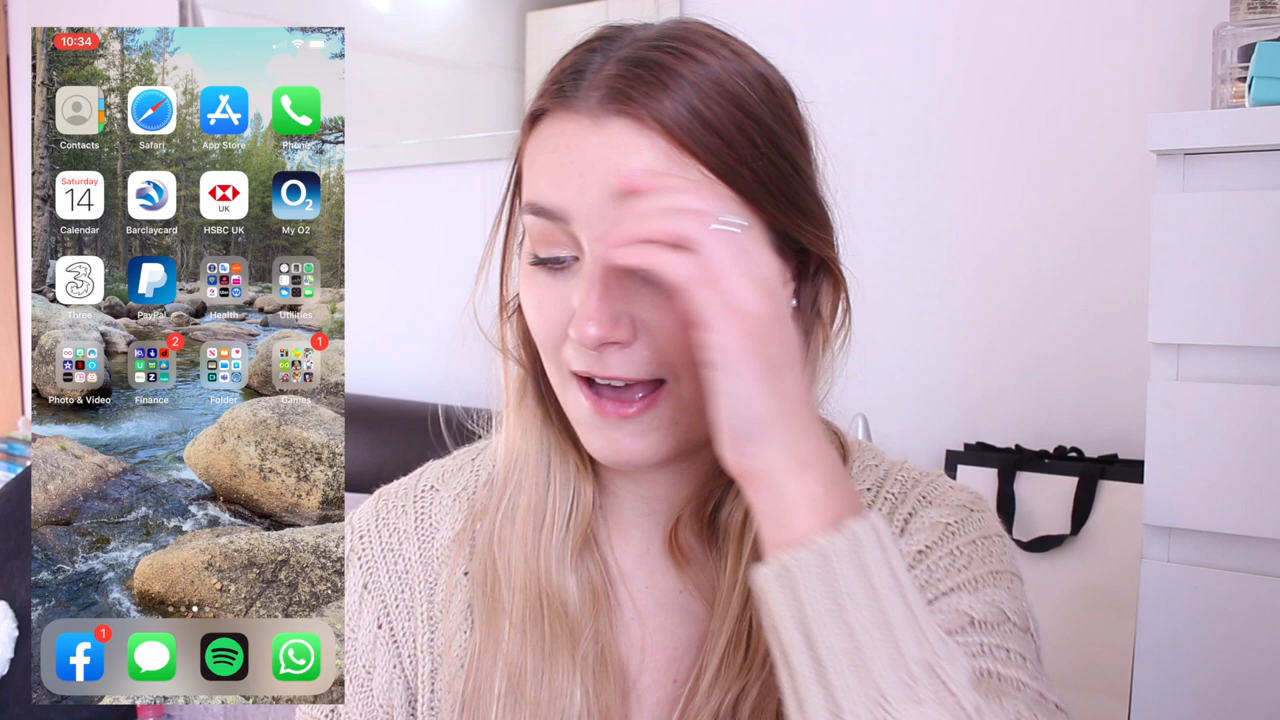 10:34
Contacts Safari App Store Phone
Saturday
14 UK O2
Calendar Barclaycard HSBC UK My O2
3
Three PayPal Health Utilities
2 1
Photo & Video Finance Folder Games
1